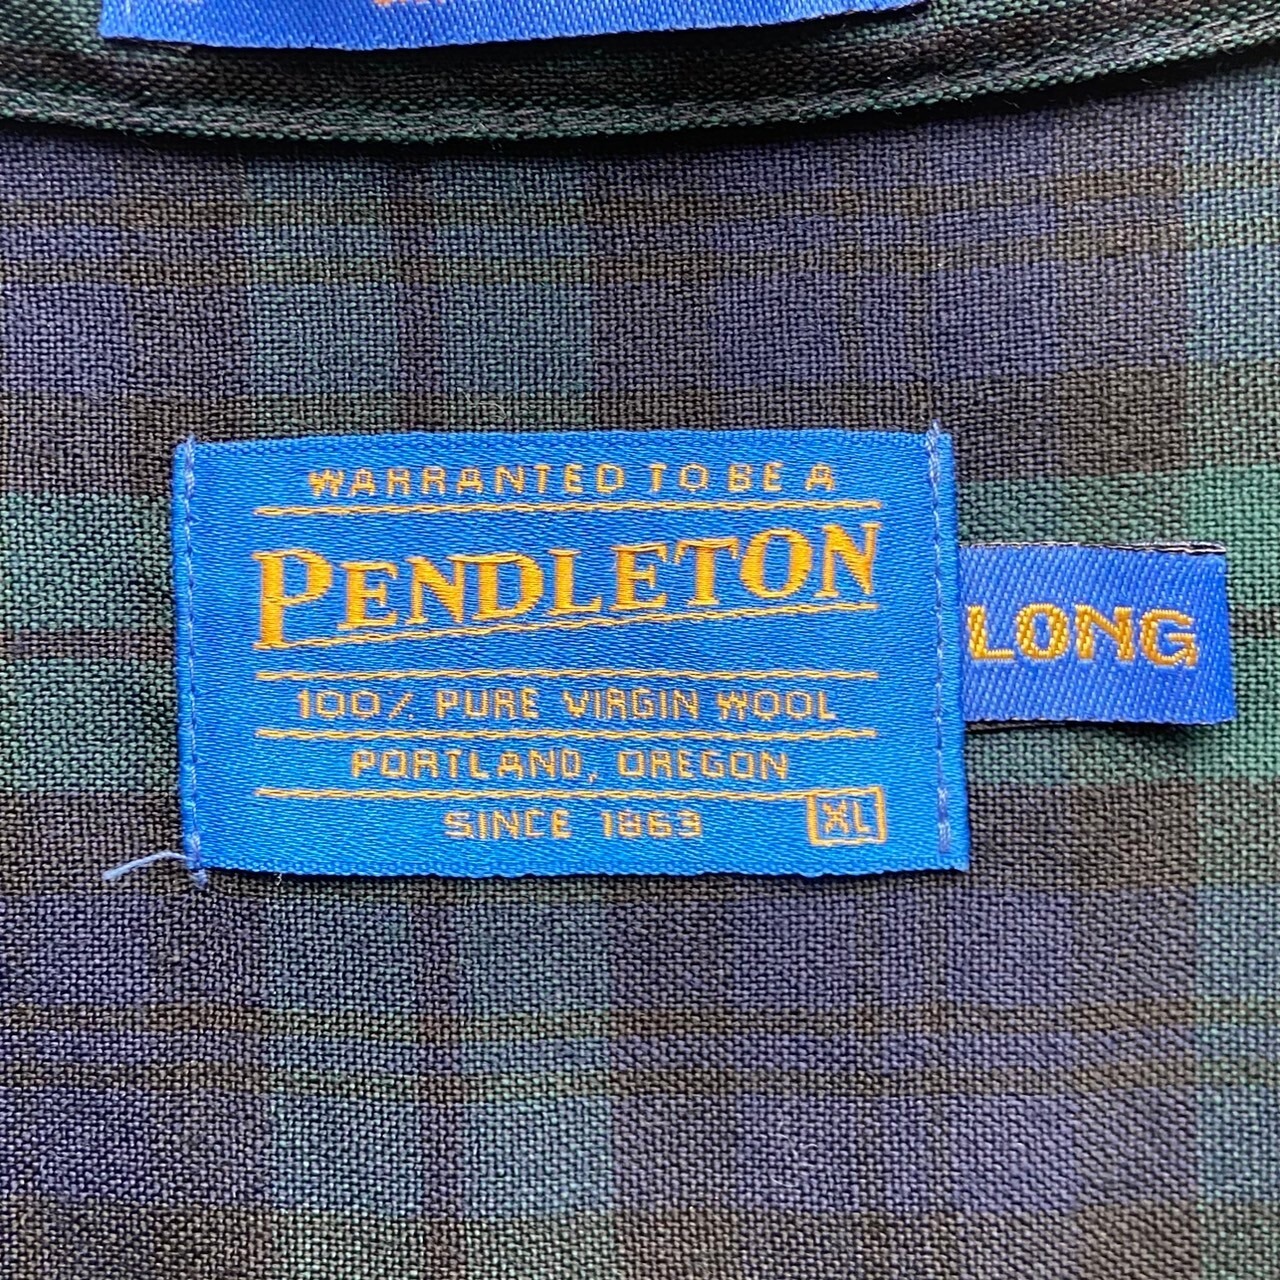 WARRANTED TO BE A
PENDLETON
LONG
100% PURE VIRGIN WOOL
PORTLAND, OREGON
SINCE 1863 XL